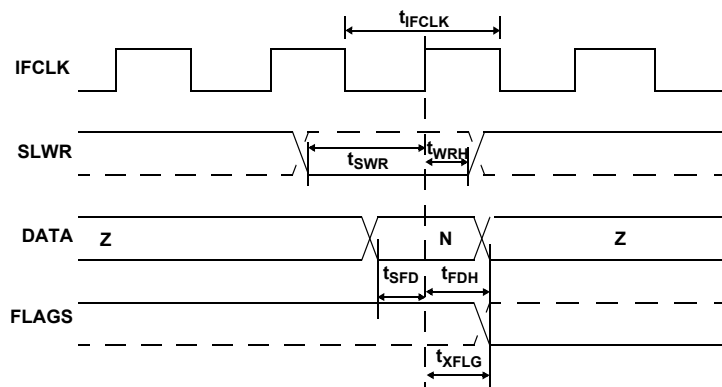 tIFCLK
IFCLK
SLWR
tSWR
tWRH
DATA
Z
N
Z
tSFD
tFDH
FLAGS
tXFLG